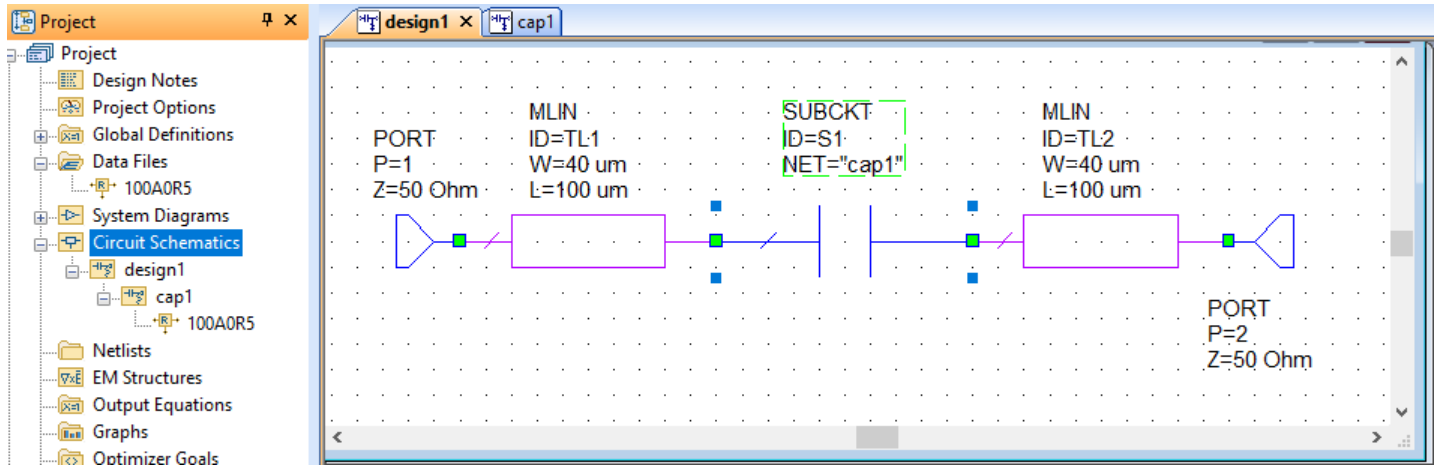 Project
Project
Design Notes
Project Options
Global Definitions
Data Files
100A0R5
System Diagrams
Circuit Schematics
design1
cap1
100A0R5
Netlists
EM Structures
Output Equations
Graphs
Optimizer Goals
design1
cap1
PORT
P=1
Z=50 Ohm
MLIN
ID=TL1
W=40 um
L=100 um
SUBCKT
ID=S1
NET="cap1"
MLIN
ID=TL2
W=40 um
L=100 um
PORT
P=2
Z=50 Ohm